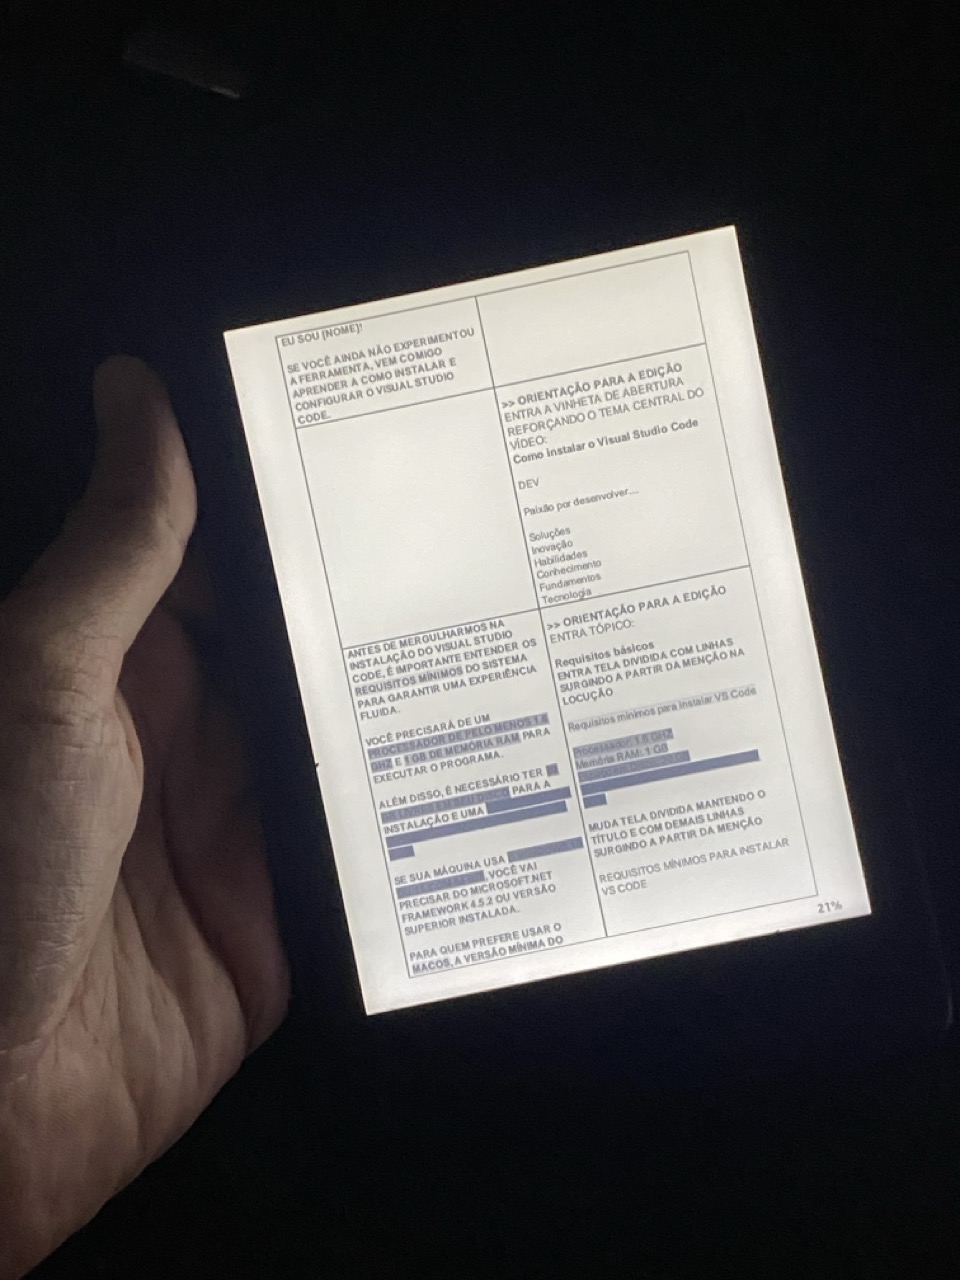 EU SOU [NOME]!
SE VOCÊ AINDA NÃO EXPERIMENTOU
A FERRAMENTA, VEM COMIGO
APRENDER A COMO INSTALAR E
CONFIGURAR O VISUAL STUDIO
CODE.
>> ORIENTAÇÃO PARA A EDIÇÃO
ENTRA A VINHETA DE ABERTURA
REFORÇANDO O TEMA CENTRAL DO
VÍDEO:
Como instalar o Visual Studio Code
DEV
Paixão por desenvolver...
Soluções
Inovação
Habilidades
Conhecimento
Fundamentos
Tecnologia
ANTES DE MERGULHARMOS NA
INSTALAÇÃO DO VISUAL STUDIO
CODE, É IMPORTANTE ENTENDER OS
REQUISITOS MÍNIMOS DO SISTEMA
PARA GARANTIR UMA EXPERIÊNCIA
FLUIDA.
VOCÊ PRECISARÁ DE UM
PROCESSADOR DE PELO MENOS 1.6
GHZ E 1 GB DE MEMÓRIA RAM PARA
EXECUTAR O PROGRAMA.
ALÉM DISSO, É NECESSÁRIO TER
PARA A
INSTALAÇÃO E UMA
SE SUA MÁQUINA USA
, VOCÊ VAI
PRECISAR DO MICROSOFT.NET
FRAMEWORK 4.5.2 OU VERSÃO
SUPERIOR INSTALADA.
PARA QUEM PREFERE USAR O
MACOS, A VERSÃO MÍNIMA DO
>> ORIENTAÇÃO PARA A EDIÇÃO
ENTRA TÓPICO:
Requisitos básicos
ENTRA TELA DIVIDIDA COM LINHAS
SURGINDO A PARTIR DA MENÇÃO NA
LOCUÇÃO
Requisitos mínimos para instalar VS Code
Processador: 1.6 GHZ
Memória RAM: 1 GB
MUDA TELA DIVIDIDA MANTENDO O
TÍTULO E COM DEMAIS LINHAS
SURGINDO A PARTIR DA MENÇÃO
REQUISITOS MÍNIMOS PARA INSTALAR
VS CODE
21%